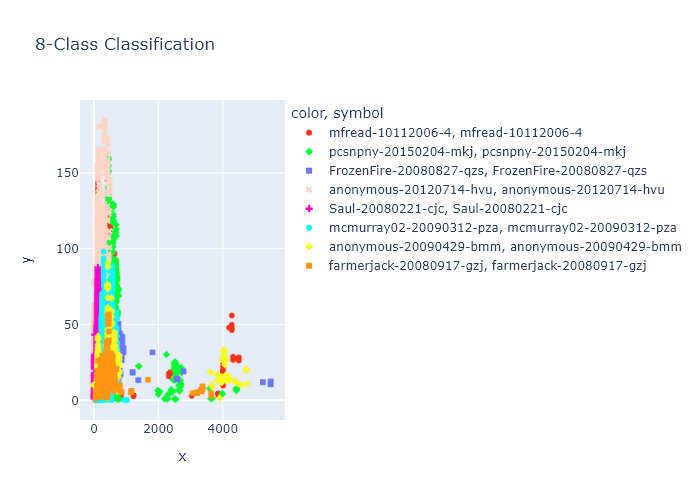 8-Class Classification
color, symbol
mfread-10112006-4, mfread-10112006-4
pcsnpny-20150204-mkj, pcsnpny-20150204-mkj
FrozenFire-20080827-qzs, FrozenFire-20080827-qzs
anonymous-20120714-hvu, anonymous-20120714-hvu
Saul-20080221-cjc, Saul-20080221-cjc
mcmurray02-20090312-pza, mcmurray02-20090312-pza
anonymous-20090429-bmm, anonymous-20090429-bmm
farmerjack-20080917-gzj, farmerjack-20080917-gzj
150
100
50
0
y
0 2000 4000
x